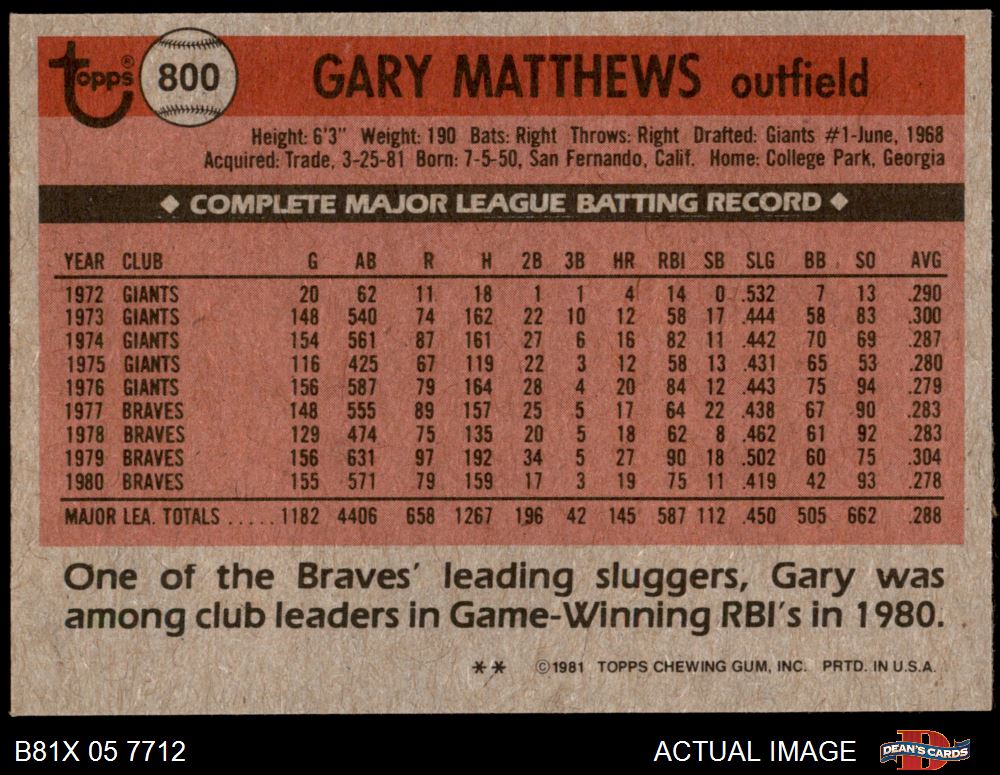 topps® 800 GARY MATTHEWS outfield
Height: 6'3" Weight: 190 Bats: Right Throws: Right Drafted: Giants #1-June, 1968
Acquired: Trade, 3-25-81 Born: 7-5-50, San Fernando, Calif. Home: College Park, Georgia
◆ COMPLETE MAJOR LEAGUE BATTING RECORD ◆
YEAR CLUB G AB R H 2B 3B HR RBI SB SLG BB SO AVG
1972 GIANTS 20 62 11 18 1 1 4 14 0 .532 7 13 .290
1973 GIANTS 148 540 74 162 22 10 12 58 17 .444 58 83 .300
1974 GIANTS 154 561 87 161 27 6 16 82 11 .442 70 69 .287
1975 GIANTS 116 425 67 119 22 3 12 58 13 .431 65 53 .280
1976 GIANTS 156 587 79 164 28 4 20 84 12 .443 75 94 .279
1977 BRAVES 148 555 89 157 25 5 17 64 22 .438 67 90 .283
1978 BRAVES 129 474 75 135 20 5 18 62 8 .462 61 92 .283
1979 BRAVES 156 631 97 192 34 5 27 90 18 .502 60 75 .304
1980 BRAVES 155 571 79 159 17 3 19 75 11 .419 42 93 .278
MAJOR LEA. TOTALS ..... 1182 4406 658 1267 196 42 145 587 112 .450 505 662 .288
One of the Braves' leading sluggers, Gary was
among club leaders in Game-Winning RBI's in 1980.
** ©1981 TOPPS CHEWING GUM, INC. PRTD. IN U.S.A.
B81X 05 7712 ACTUAL IMAGE DEAN'S CARDS